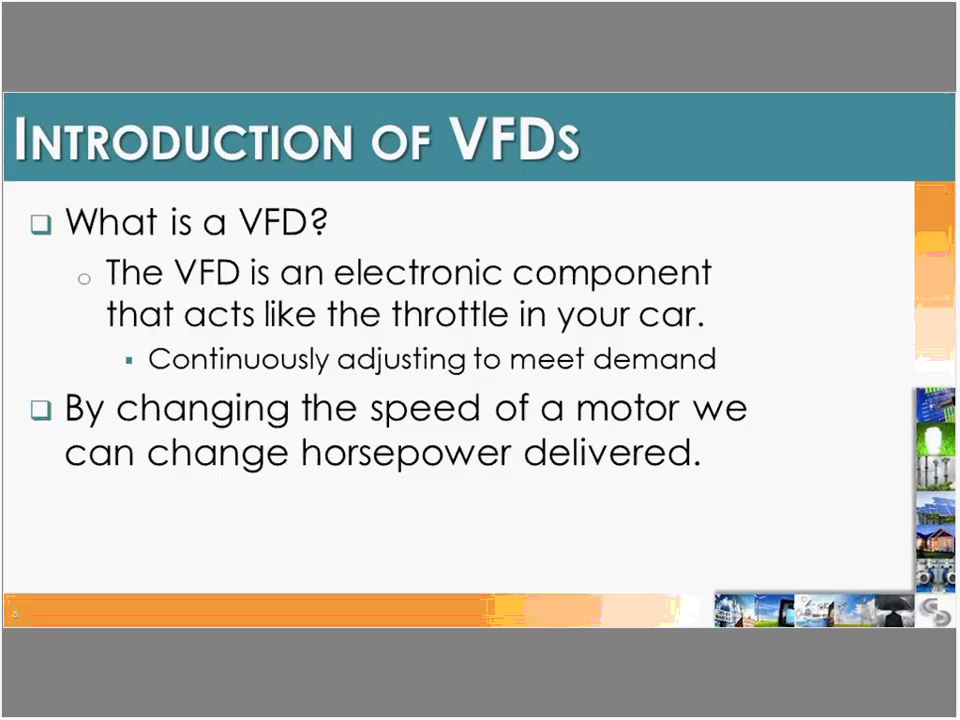 INTRODUCTION OF VFDS
What is a VFD?
The VFD is an electronic component
that acts like the throttle in your car.
Continuously adjusting to meet demand
By changing the speed of a motor we
can change horsepower delivered.